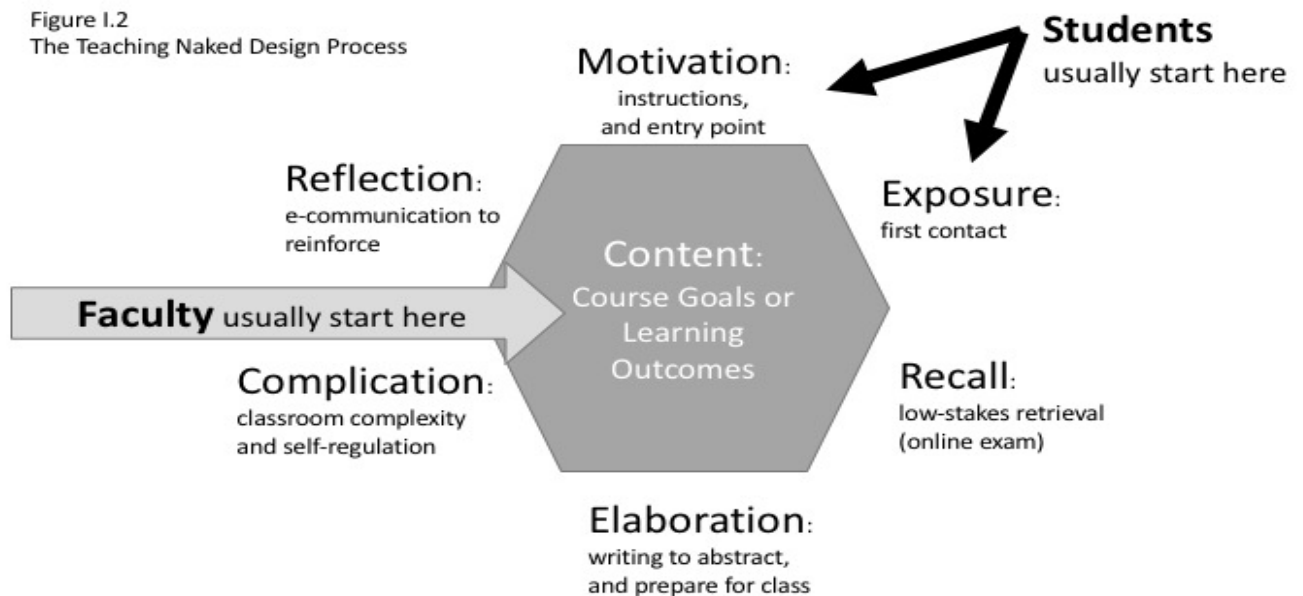 Figure I.2
The Teaching Naked Design Process
Students
usually start here
Motivation:
instructions,
and entry point
Exposure:
first contact
Reflection:
e-communication to
reinforce
Content:
Course Goals or
Learning
Outcomes
Faculty usually start here
Complication:
classroom complexity
and self-regulation
Recall:
low-stakes retrieval
(online exam)
Elaboration:
writing to abstract,
and prepare for class